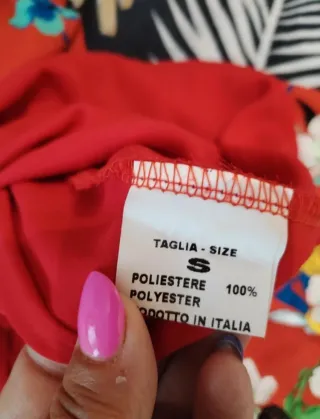 TAGLIA - SIZE
S
POLIESTERE
POLYESTER 100%
ODOTTO IN ITALIA